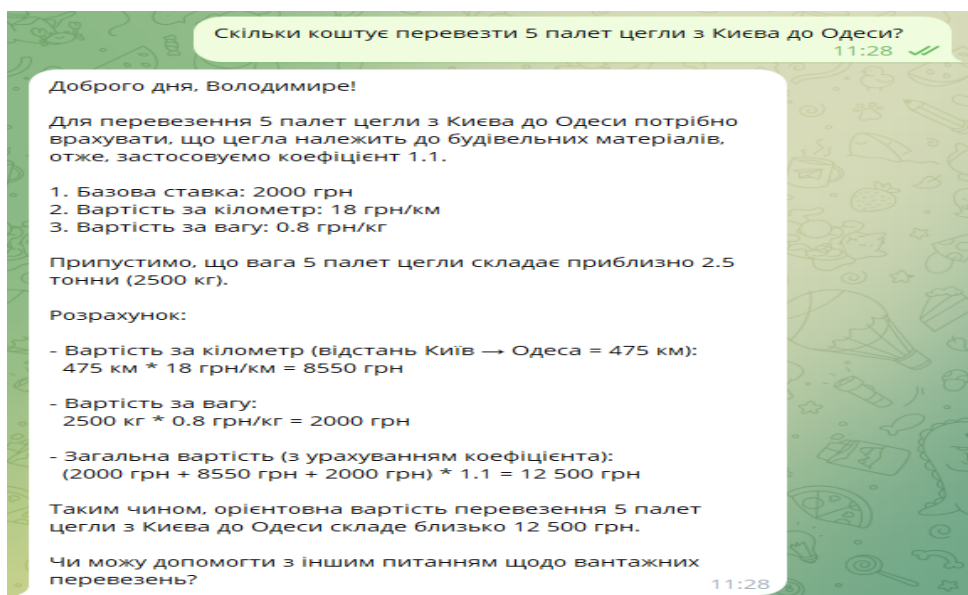 Скільки коштує перевезти 5 палет цегли з Києва до Одеси?
11:28
Доброго дня, Володимире!
Для перевезення 5 палет цегли з Києва до Одеси потрібно
врахувати, що цегла належить до будівельних матеріалів,
отже, застосовуємо коефіцієнт 1.1.
1. Базова ставка: 2000 грн
2. Вартість за кілометр: 18 грн/км
3. Вартість за вагу: 0.8 грн/кг
Припустимо, що вага 5 палет цегли складає приблизно 2.5
тонни (2500 кг).
Розрахунок:
- Вартість за кілометр (відстань Київ → Одеса = 475 км):
475 км * 18 грн/км = 8550 грн
- Вартість за вагу:
2500 кг * 0.8 грн/кг = 2000 грн
- Загальна вартість (з урахуванням коефіцієнта):
(2000 грн + 8550 грн + 2000 грн) * 1.1 = 12 500 грн
Таким чином, орієнтовна вартість перевезення 5 палет
цегли з Києва до Одеси складе близько 12 500 грн.
Чи можу допомогти з іншим питанням щодо вантажних
перевезень?
11:28